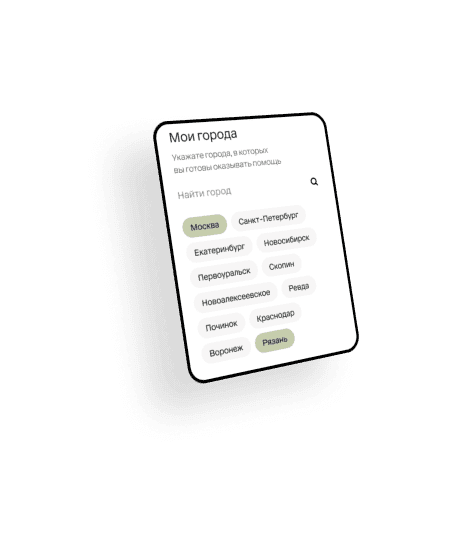 Мои города
Укажате города, в которых
вы готовы оказывать помощь
Найти город
Москва Санкт-Петербург
Екатеринбург Новосибирск
Первоуральск Скопин
Новоалексеевское Ревда
Починок Краснодар
Воронеж Рязань